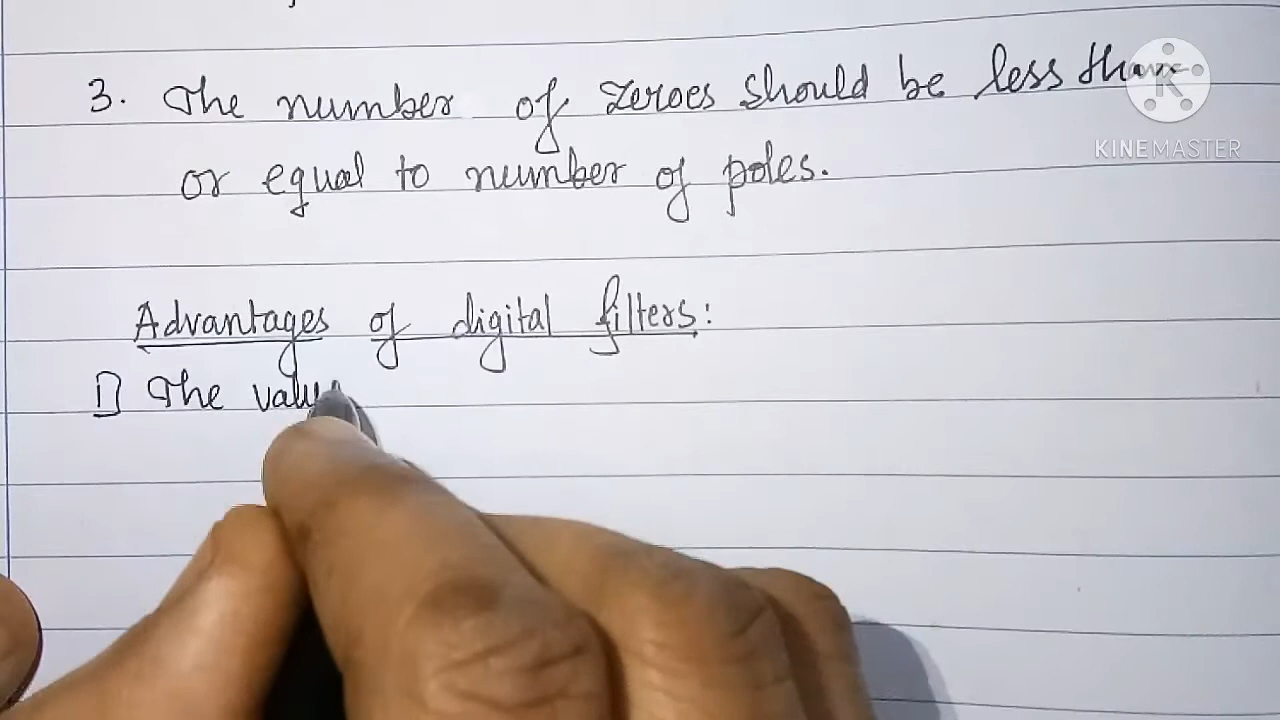 3. The number of zeroes should be less than
or equal to number of poles.
KINEMASTER
Advantages of digital filters:
1] The valu